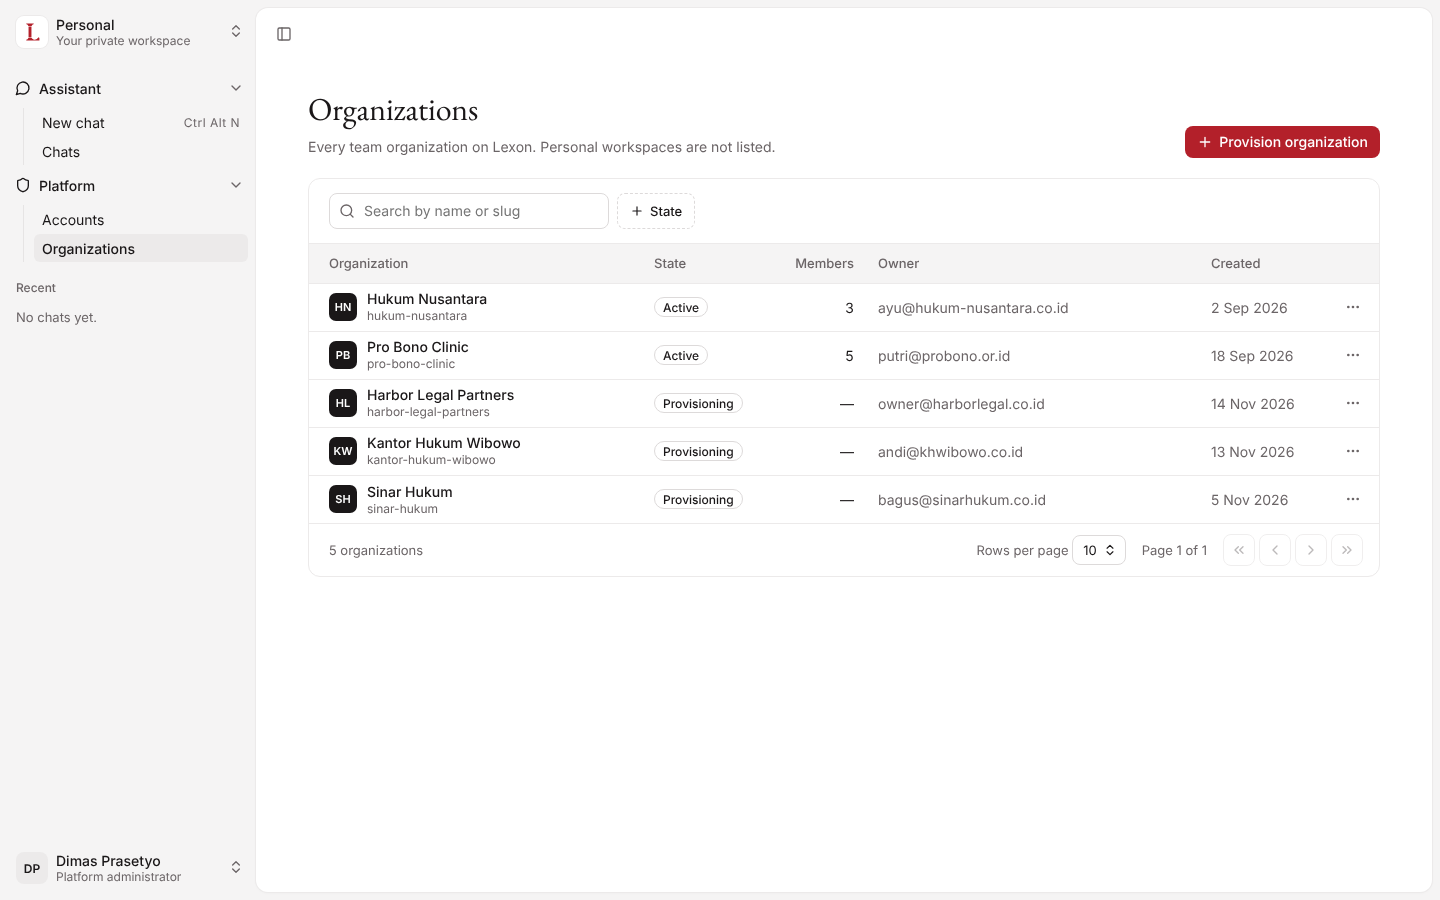 L
Personal
Your private workspace
Assistant
New chat
Ctrl Alt N
Chats
Platform
Accounts
Organizations
Recent
No chats yet.
DP
Dimas Prasetyo
Platform administrator
Organizations
Every team organization on Lexon. Personal workspaces are not listed.
+ Provision organization
Search by name or slug
+ State
Organization State Members Owner Created
HN Hukum Nusantara Active 3 ayu@hukum-nusantara.co.id 2 Sep 2026 ···
hukum-nusantara
PB Pro Bono Clinic Active 5 putri@probono.or.id 18 Sep 2026 ···
pro-bono-clinic
HL Harbor Legal Partners Provisioning — owner@harborlegal.co.id 14 Nov 2026 ···
harbor-legal-partners
KW Kantor Hukum Wibowo Provisioning — andi@khwibowo.co.id 13 Nov 2026 ···
kantor-hukum-wibowo
SH Sinar Hukum Provisioning — bagus@sinarhukum.co.id 5 Nov 2026 ···
sinar-hukum
5 organizations Rows per page 10 Page 1 of 1